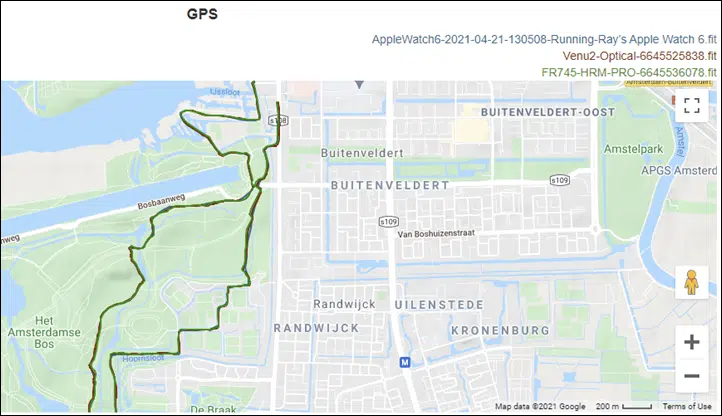 GPS
AppleWatch6-2021-04-21-130508-Running-Ray's Apple Watch 6.fit
Venu2-Optical-6645525838.fit
FR745-HRM-PRO-6645536078.fit
Amsterdam-Buitenveldert
IJssloot
s108
BUITENVELDERT-OOST
Buitenveldert
Amstelpark
Amstel
APGS Amsterd
BUITENVELDERT
s109
Bosbaanweg
s109
Van Boshuizenstraat
nweg
Het
Amsterdamse
Bos
Randwijck
UILENSTEDE
RANDWIJCK
KRONENBURG
Hoornsloot
M
De Braak
Map data ©2021 Google
200 m
Terms of Use